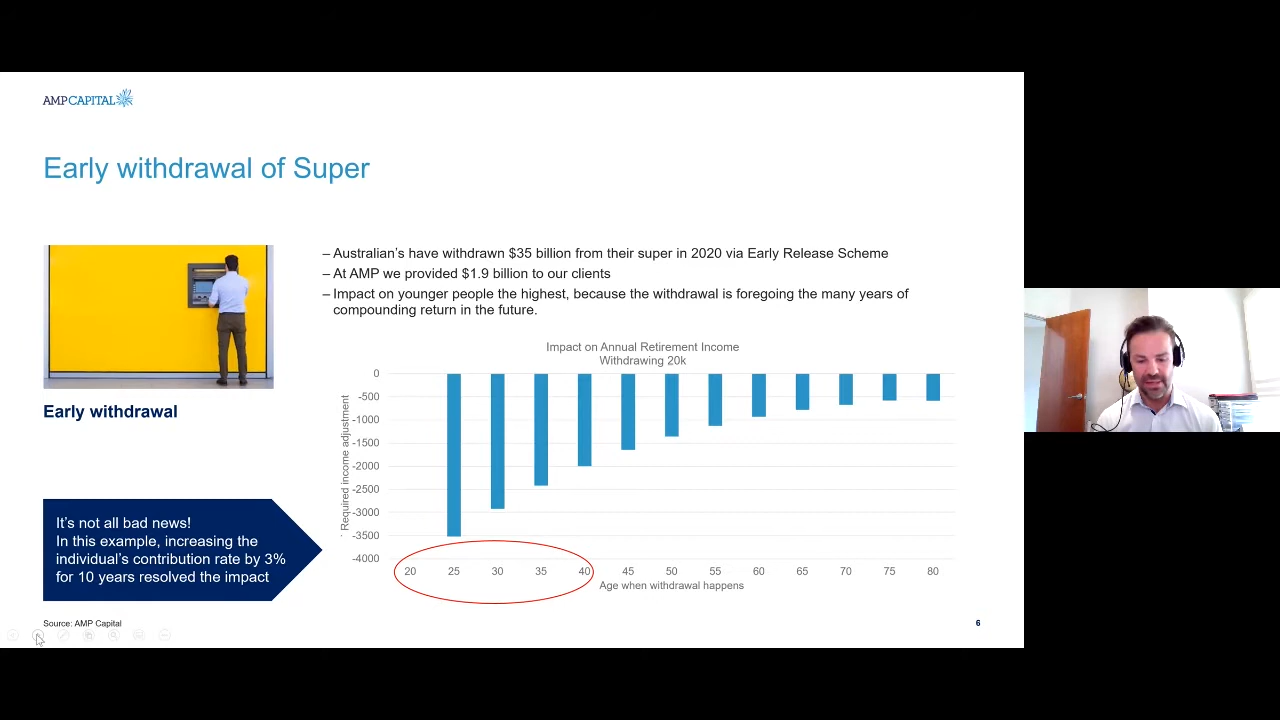 AMPCAPITAL
Early withdrawal of Super
– Australian's have withdrawn $35 billion from their super in 2020 via Early Release Scheme
– At AMP we provided $1.9 billion to our clients
– Impact on younger people the highest, because the withdrawal is foregoing the many years of
compounding return in the future.
Early withdrawal
It's not all bad news!
In this example, increasing the
individual's contribution rate by 3%
for 10 years resolved the impact
Impact on Annual Retirement Income
Withdrawing 20k
Required income adjustment
0
-500
-1000
-1500
-2000
-2500
-3000
-3500
-4000
20 25 30 35 40 45 50 55 60 65 70 75 80
Age when withdrawal happens
Source: AMP Capital
6